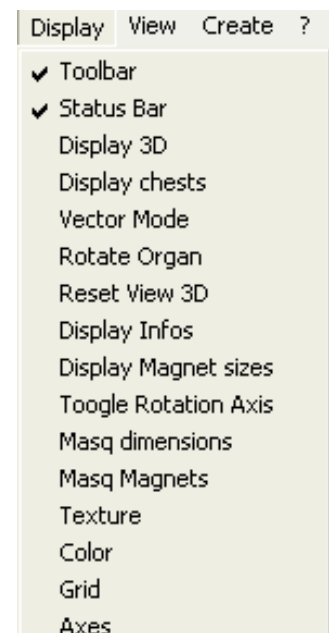 Display View Create ?
Toolbar
Status Bar
Display 3D
Display chests
Vector Mode
Rotate Organ
Reset View 3D
Display Infos
Display Magnet sizes
Toogle Rotation Axis
Masq dimensions
Masq Magnets
Texture
Color
Grid
Axes